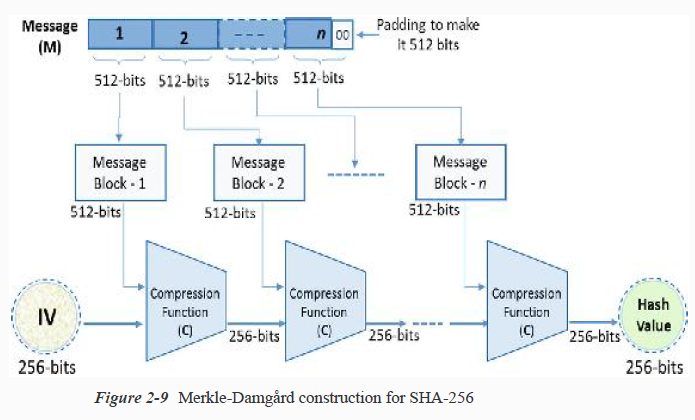 Message
(M)
1
2
---
n
00
Padding to make
It 512 bits
512-bits
512-bits
512-bits
512-bits
Message
Block - 1
Message
Block - 2
Message
Block - n
512-bits
512-bits
512-bits
IV
256-bits
Compression
Function
(C)
256-bits
Compression
Function
(C)
256-bits
Compression
Function
(C)
256-bits
Hash
Value
256-bits
Figure 2-9 Merkle-Damgård construction for SHA-256